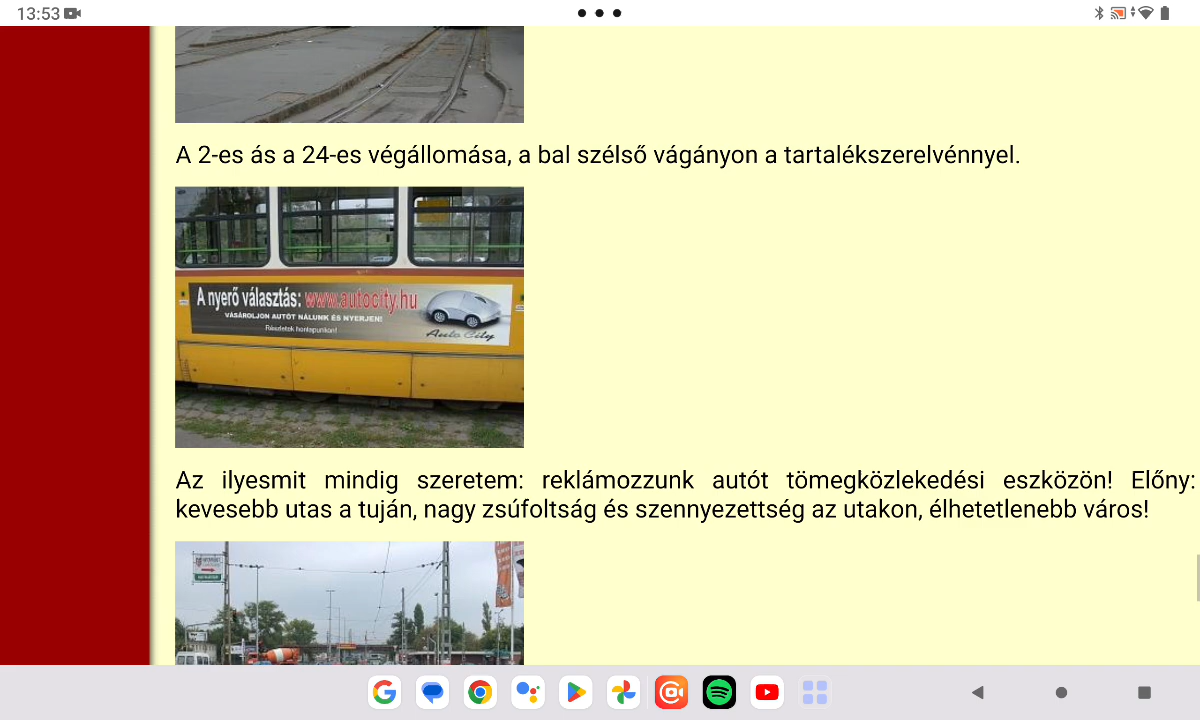 13:53
A 2-es ás a 24-es végállomása, a bal szélső vágányon a tartalékszerelvénnyel.
A nyerő választás: www.autocity.hu
VÁSÁROLJON AUTÓT NÁLUNK ÉS NYERJEN!
Részletek honlapunkon!
Auto City
Az ilyesmit mindig szeretem: reklámozzunk autót tömegközlekedési eszközön! Előny:
kevesebb utas a tuján, nagy zsúfoltság és szennyezettség az utakon, élhetetlenebb város!